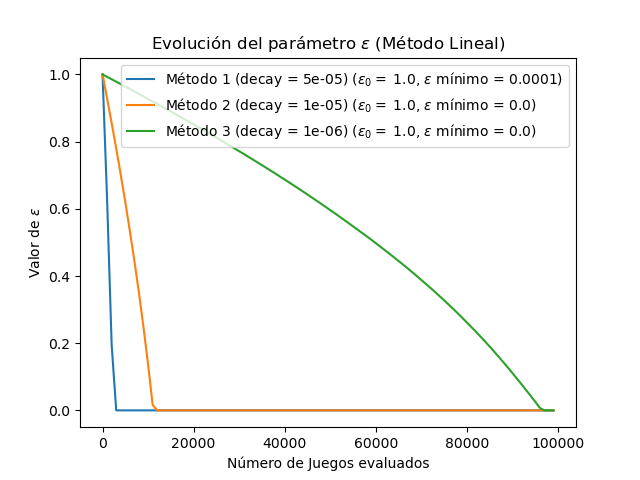 Evolución del parámetro ε (Método Lineal)
Método 1 (decay = 5e-05) (ε₀ = 1.0, ε mínimo = 0.0001)
Método 2 (decay = 1e-05) (ε₀ = 1.0, ε mínimo = 0.0)
Método 3 (decay = 1e-06) (ε₀ = 1.0, ε mínimo = 0.0)
Valor de ε
1.0
0.8
0.6
0.4
0.2
0.0
0 20000 40000 60000 80000 100000
Número de Juegos evaluados